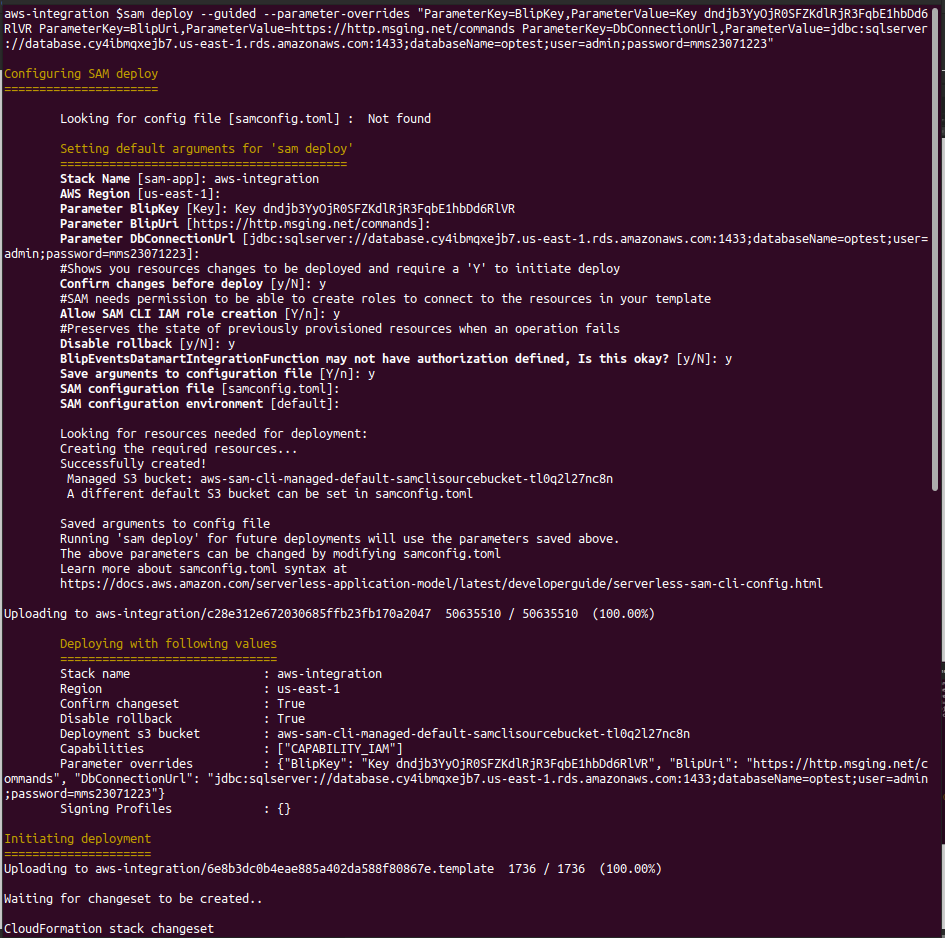 aws-integration $sam deploy --guided --parameter-overrides "ParameterKey=BlipKey,ParameterValue=Key dndjb3YyOjR0SFZKdlRjR3FqbE1hbDd6
RlVR ParameterKey=BlipUri,ParameterValue=https://http.msging.net/commands ParameterKey=DbConnectionUrl,ParameterValue=jdbc:sqlserver
://database.cy4ibmqxejb7.us-east-1.rds.amazonaws.com:1433;databaseName=optest;user=admin;password=mms23071223"
Configuring SAM deploy
======================
Looking for config file [samconfig.toml] :  Not found
Setting default arguments for 'sam deploy'
=========================================
Stack Name [sam-app]: aws-integration
AWS Region [us-east-1]:
Parameter BlipKey [Key]: Key dndjb3YyOjR0SFZKdlRjR3FqbE1hbDd6RlVR
Parameter BlipUri [https://http.msging.net/commands]:
Parameter DbConnectionUrl [jdbc:sqlserver://database.cy4ibmqxejb7.us-east-1.rds.amazonaws.com:1433;databaseName=optest;user=
admin;password=mms23071223]:
#Shows you resources changes to be deployed and require a 'Y' to initiate deploy
Confirm changes before deploy [y/N]: y
#SAM needs permission to be able to create roles to connect to the resources in your template
Allow SAM CLI IAM role creation [Y/n]: y
#Preserves the state of previously provisioned resources when an operation fails
Disable rollback [y/N]: y
BlipEventsDatamartIntegrationFunction may not have authorization defined, Is this okay? [y/N]: y
Save arguments to configuration file [Y/n]: y
SAM configuration file [samconfig.toml]:
SAM configuration environment [default]:
Looking for resources needed for deployment:
Creating the required resources...
Successfully created!
Managed S3 bucket: aws-sam-cli-managed-default-samclisourcebucket-tl0q2l27nc8n
A different default S3 bucket can be set in samconfig.toml
Saved arguments to config file
Running 'sam deploy' for future deployments will use the parameters saved above.
The above parameters can be changed by modifying samconfig.toml
Learn more about samconfig.toml syntax at
https://docs.aws.amazon.com/serverless-application-model/latest/developerguide/serverless-sam-cli-config.html
Uploading to aws-integration/c28e312e672030685ffb23fb170a2047  50635510 / 50635510  (100.00%)
Deploying with following values
===============================
Stack name                   : aws-integration
Region                       : us-east-1
Confirm changeset            : True
Disable rollback             : True
Deployment s3 bucket         : aws-sam-cli-managed-default-samclisourcebucket-tl0q2l27nc8n
Capabilities                 : ["CAPABILITY_IAM"]
Parameter overrides          : {"BlipKey": "Key dndjb3YyOjR0SFZKdlRjR3FqbE1hbDd6RlVR", "BlipUri": "https://http.msging.net/c
ommands", "DbConnectionUrl": "jdbc:sqlserver://database.cy4ibmqxejb7.us-east-1.rds.amazonaws.com:1433;databaseName=optest;user=admin
;password=mms23071223"}
Signing Profiles             : {}
Initiating deployment
=====================
Uploading to aws-integration/6e8b3dc0b4eae885a402da588f80867e.template  1736 / 1736  (100.00%)
Waiting for changeset to be created..
CloudFormation stack changeset